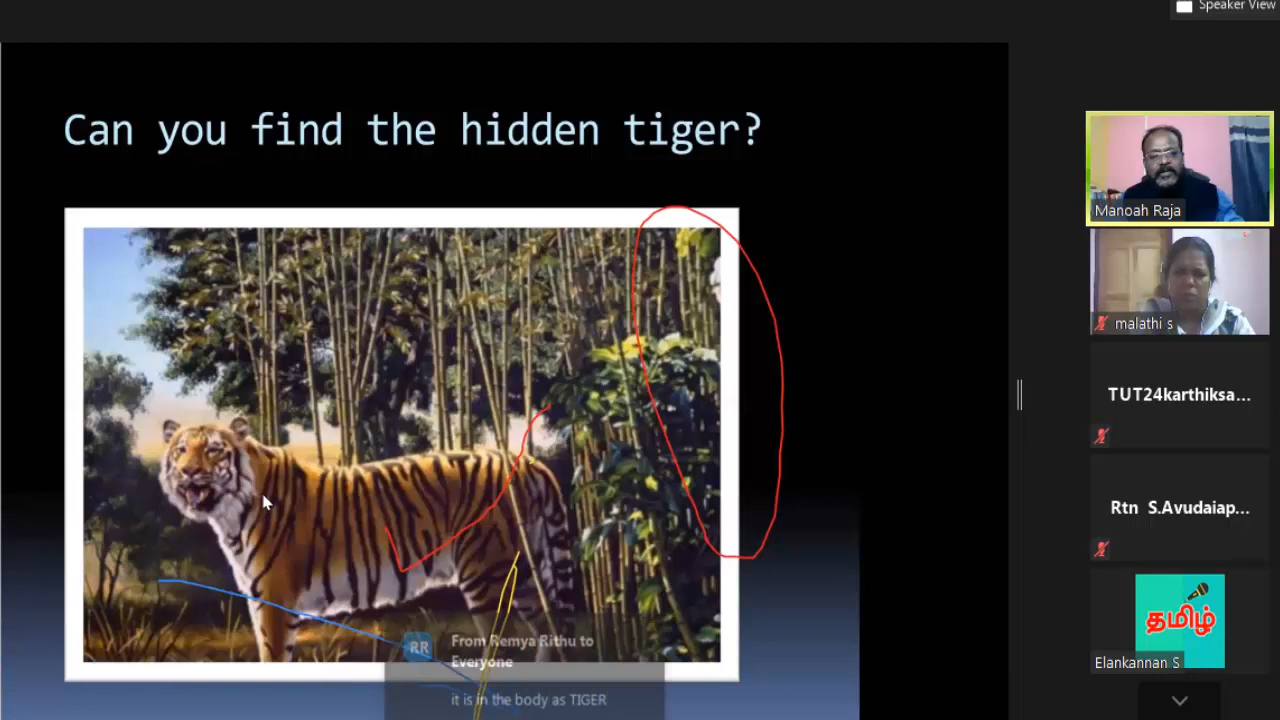 Speaker View
Can you find the hidden tiger?
Manoah Raja
malathi s
TUT24karthiksa...
Rtn S.Avudaiap...
தமிழ்
Elankannan S
RR
From Remya Rithu to
Everyone
it is in the body as TIGER